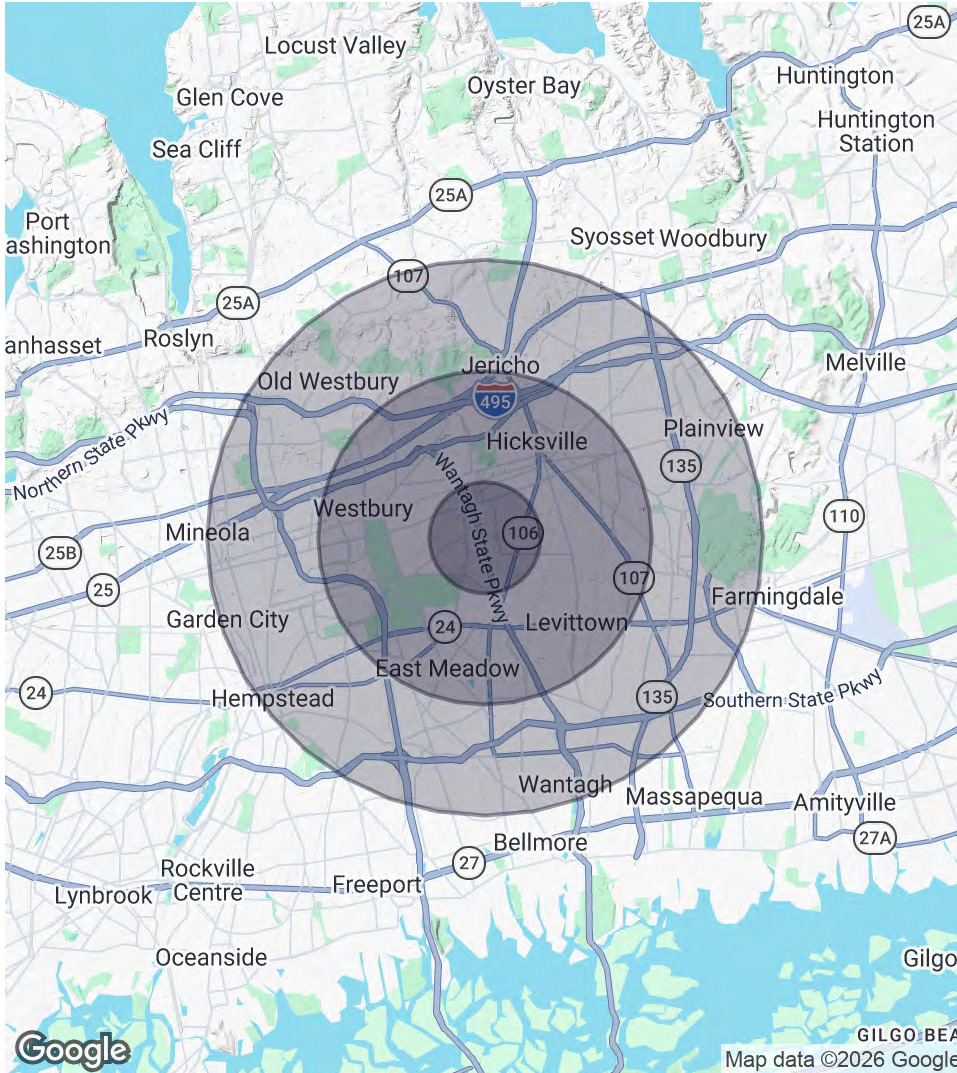 25A
Locust Valley
Huntington
Oyster Bay
Glen Cove
Huntington
Station
Sea Cliff
25A
Port
ashington
Syosset
Woodbury
107
25A
Roslyn
anhasset
Jericho
Melville
Old Westbury
495
Northern State Pkwy
Hicksville
Plainview
135
Wantagh State Pkwy
Westbury
110
Mineola
106
25B
25
107
Farmingdale
Garden City
24
Levittown
East Meadow
24
Hempstead
135
Southern State Pkwy
Wantagh
Massapequa
Amityville
27A
Bellmore
27
Rockville
Centre
Freeport
Lynbrook
Oceanside
Gilgo
GILGO BEA
Google
Map data ©2026 Google